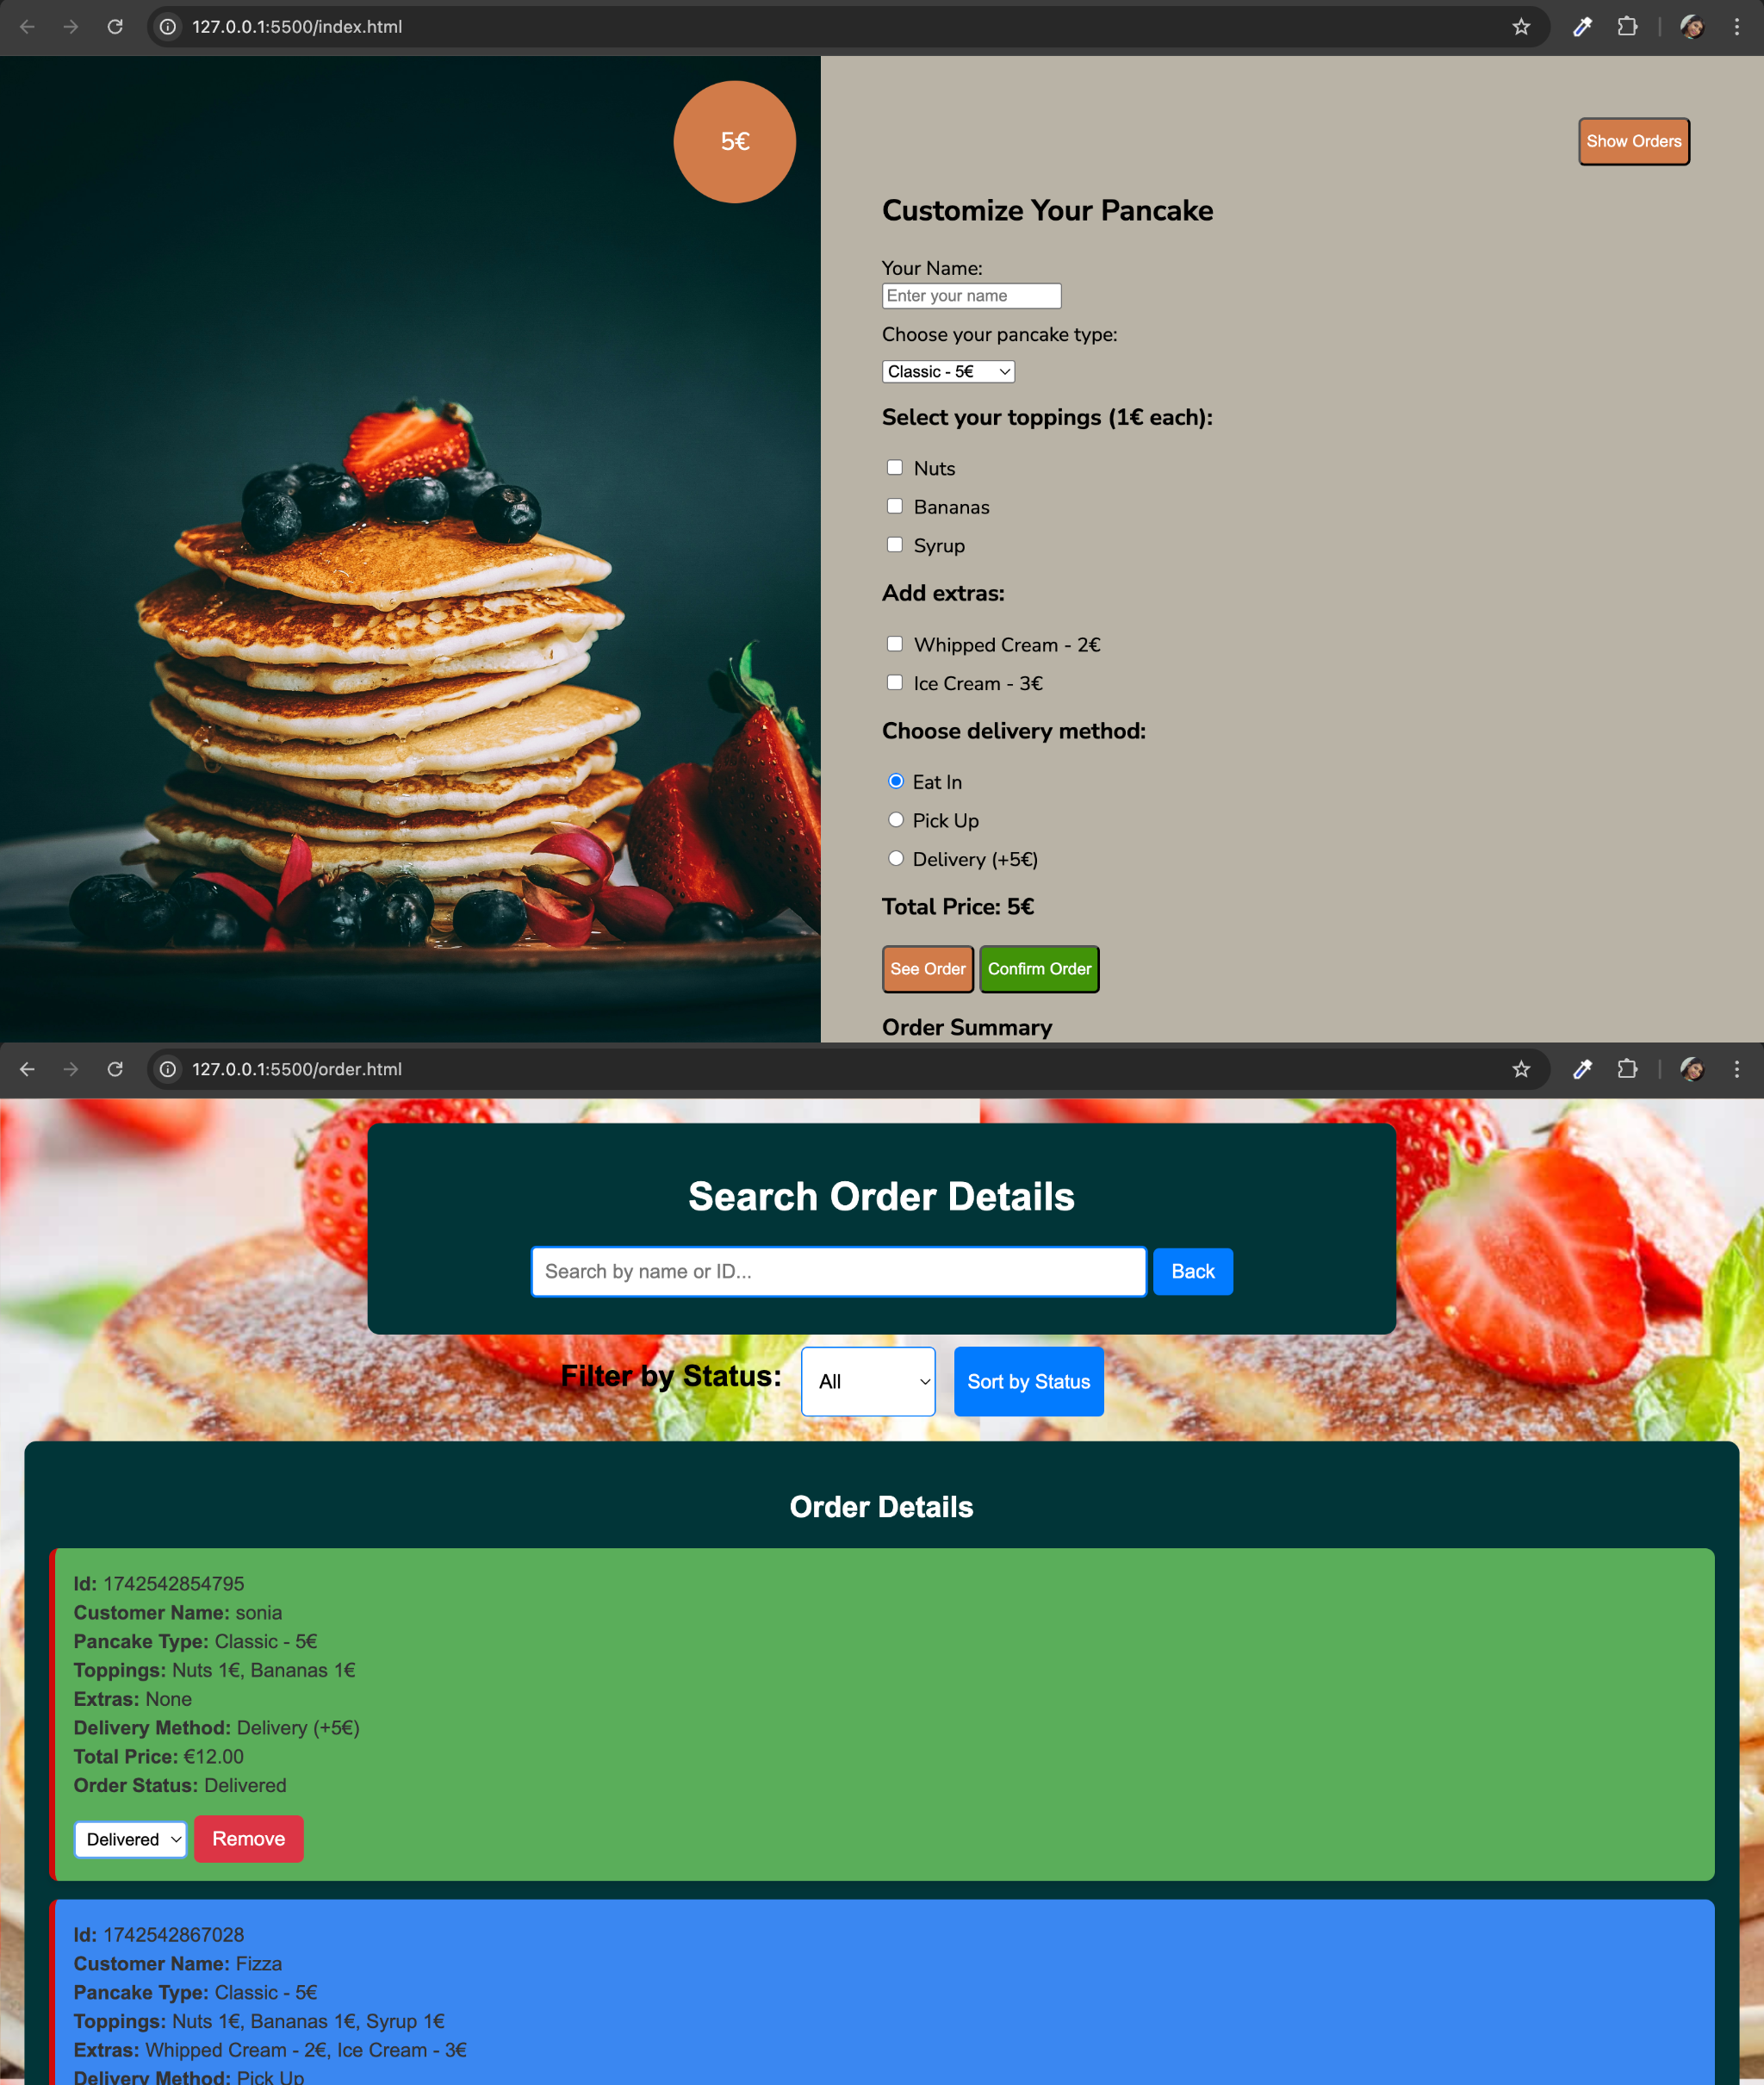 127.0.0.1:5500/index.html
5€
Show Orders
Customize Your Pancake
Your Name:
Enter your name
Choose your pancake type:
Classic - 5€
Select your toppings (1€ each):
Nuts
Bananas
Syrup
Add extras:
Whipped Cream - 2€
Ice Cream - 3€
Choose delivery method:
Eat In
Pick Up
Delivery (+5€)
Total Price: 5€
See Order Confirm Order
Order Summary
127.0.0.1:5500/order.html
Search Order Details
Search by name or ID... Back
Filter by Status: All Sort by Status
Order Details
Id: 1742542854795
Customer Name: sonia
Pancake Type: Classic - 5€
Toppings: Nuts 1€, Bananas 1€
Extras: None
Delivery Method: Delivery (+5€)
Total Price: €12.00
Order Status: Delivered
Delivered Remove
Id: 1742542867028
Customer Name: Fizza
Pancake Type: Classic - 5€
Toppings: Nuts 1€, Bananas 1€, Syrup 1€
Extras: Whipped Cream - 2€, Ice Cream - 3€
Delivery Method: Pick Up